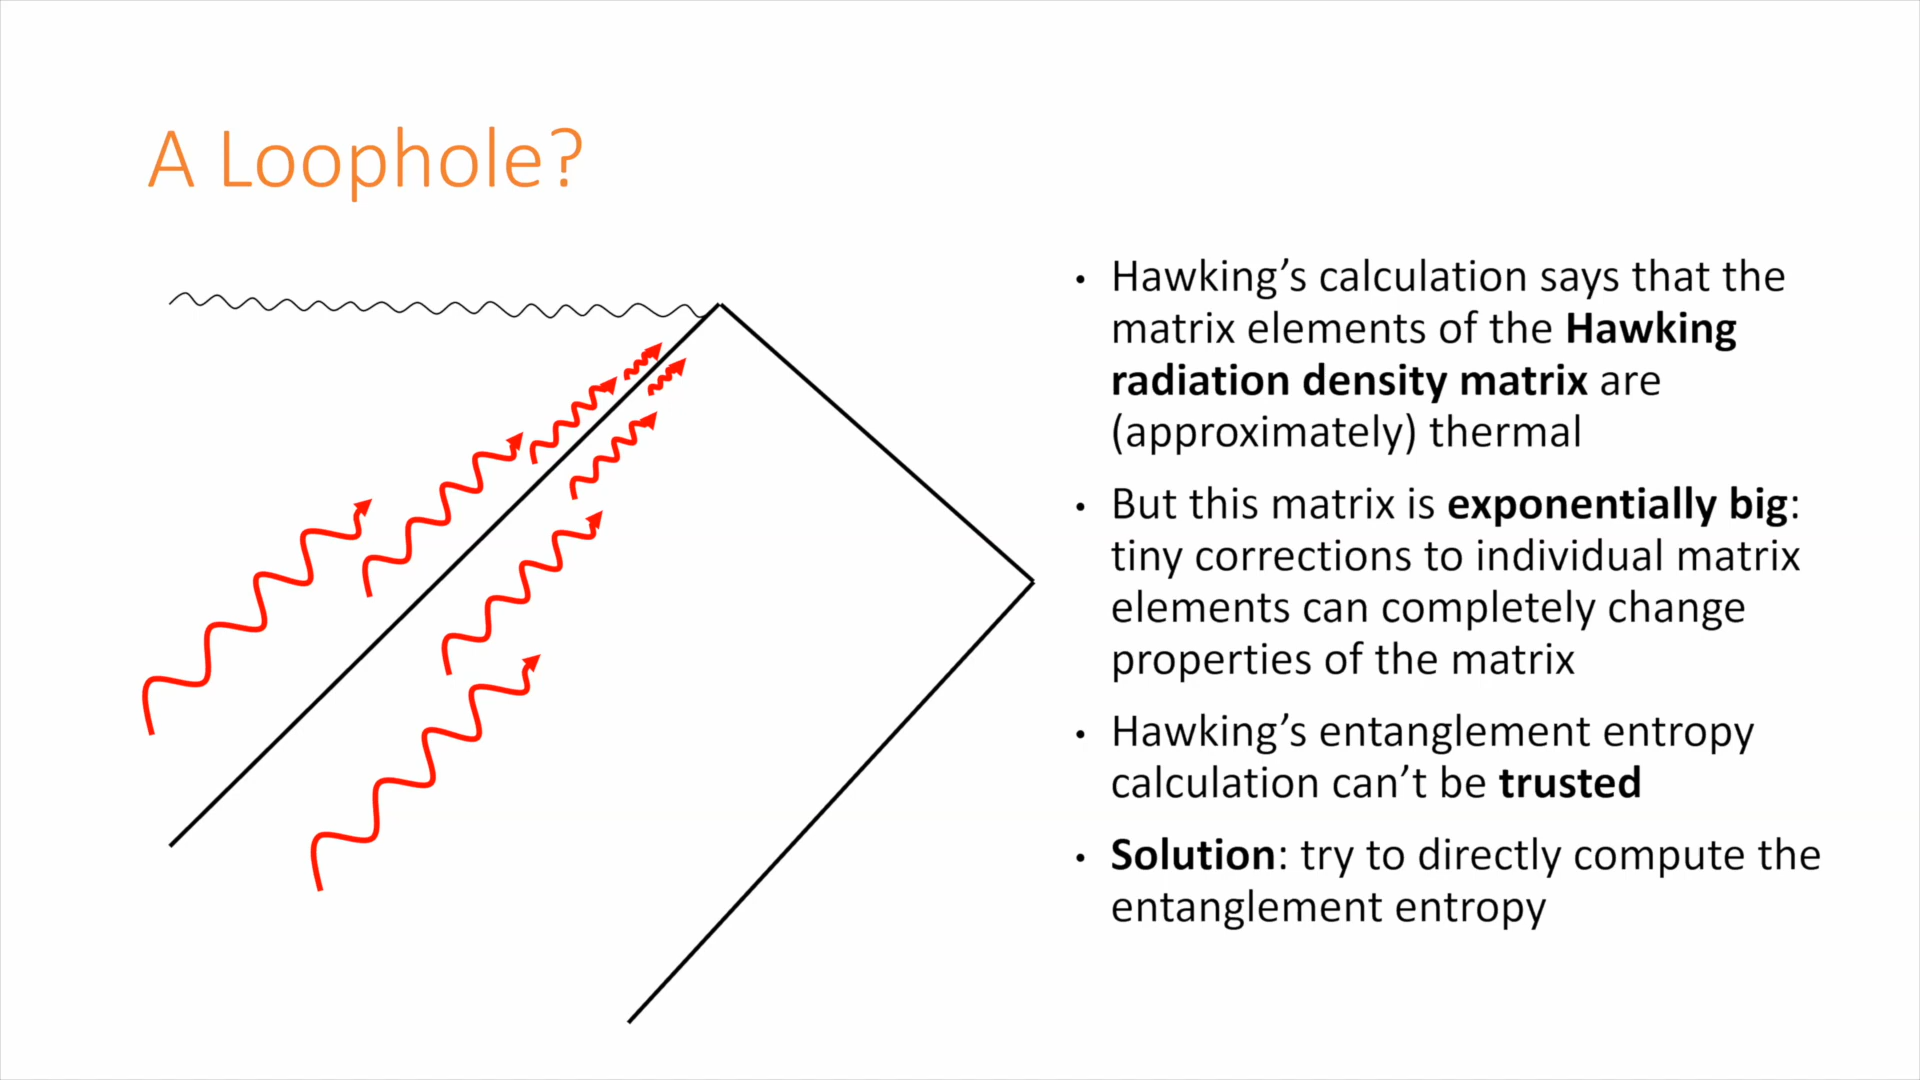 A Loophole?
• Hawking’s calculation says that the
matrix elements of the Hawking
radiation density matrix are
(approximately) thermal
• But this matrix is exponentially big:
tiny corrections to individual matrix
elements can completely change
properties of the matrix
• Hawking’s entanglement entropy
calculation can’t be trusted
• Solution: try to directly compute the
entanglement entropy